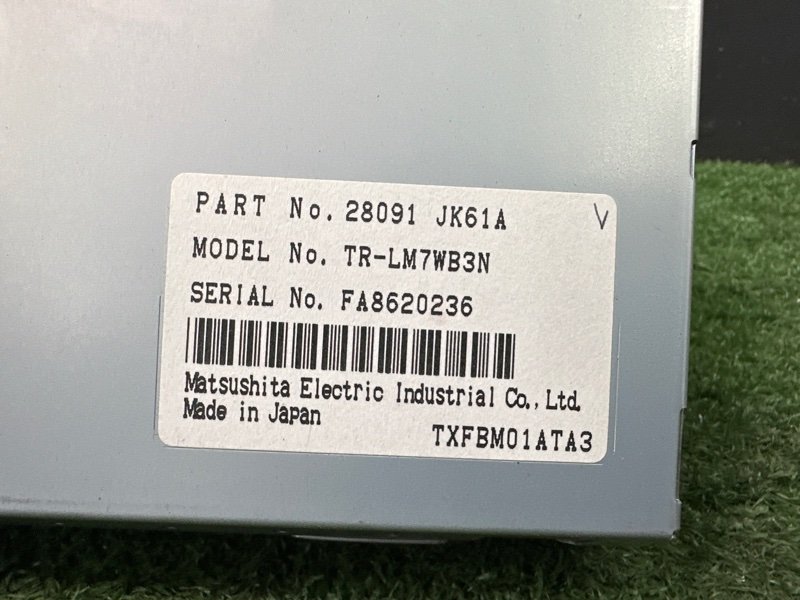 PART No. 28091 JK61A V
MODEL No. TR-LM7WB3N
SERIAL No. FA8620236
Matsushita Electric Industrial Co., Ltd.
Made in Japan
TXFBM01ATA3